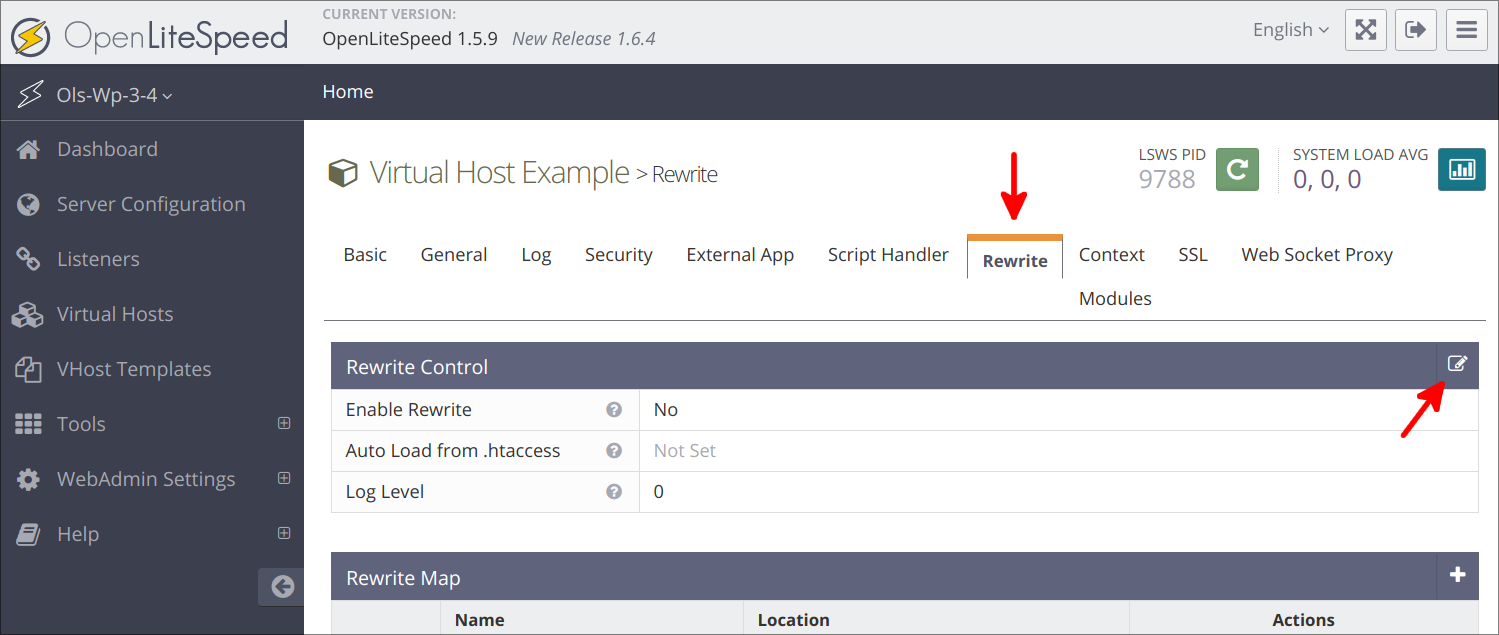 OpenLiteSpeed
CURRENT VERSION:
OpenLiteSpeed 1.5.9 New Release 1.6.4
English
Ols-Wp-3-4
Home
Dashboard
Server Configuration
Listeners
Virtual Hosts
VHost Templates
Tools
WebAdmin Settings
Help
Virtual Host Example > Rewrite
LSWS PID
9788
SYSTEM LOAD AVG
0, 0, 0
Basic General Log Security External App Script Handler Rewrite Context SSL Web Socket Proxy
Modules
Rewrite Control
Enable Rewrite ? No
Auto Load from .htaccess ? Not Set
Log Level ? 0
Rewrite Map
Name Location Actions